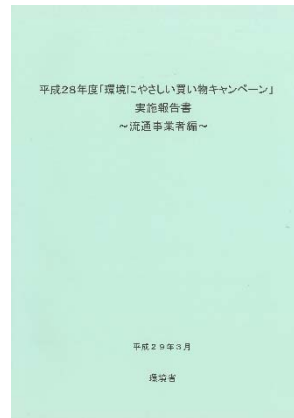 平成28年度「環境にやさしい買い物キャンペーン」
実施報告書
～流通事業者編～
平成29年3月
環境省